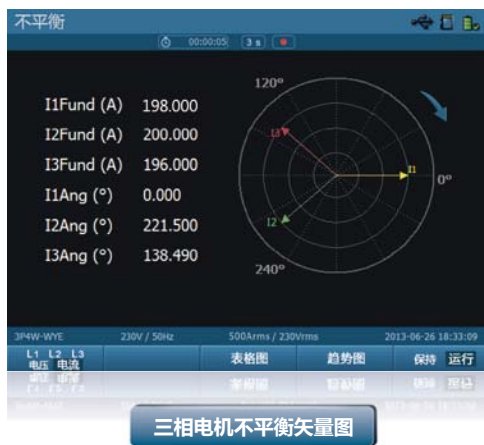 不平衡
00:00:05 3 s
120°
I1Fund (A) 198.000
I2Fund (A) 200.000
I3Fund (A) 196.000
I1Ang (°) 0.000
I2Ang (°) 221.500
I3Ang (°) 138.490
I3
I1
0°
I2
240°
3P4W-WYE 230V / 50Hz 500Arms / 230Vrms 2013-06-26 18:33:09
L1 L2 L3
电压 电流 表格图 趋势图 保持 运行
三相电机不平衡矢量图